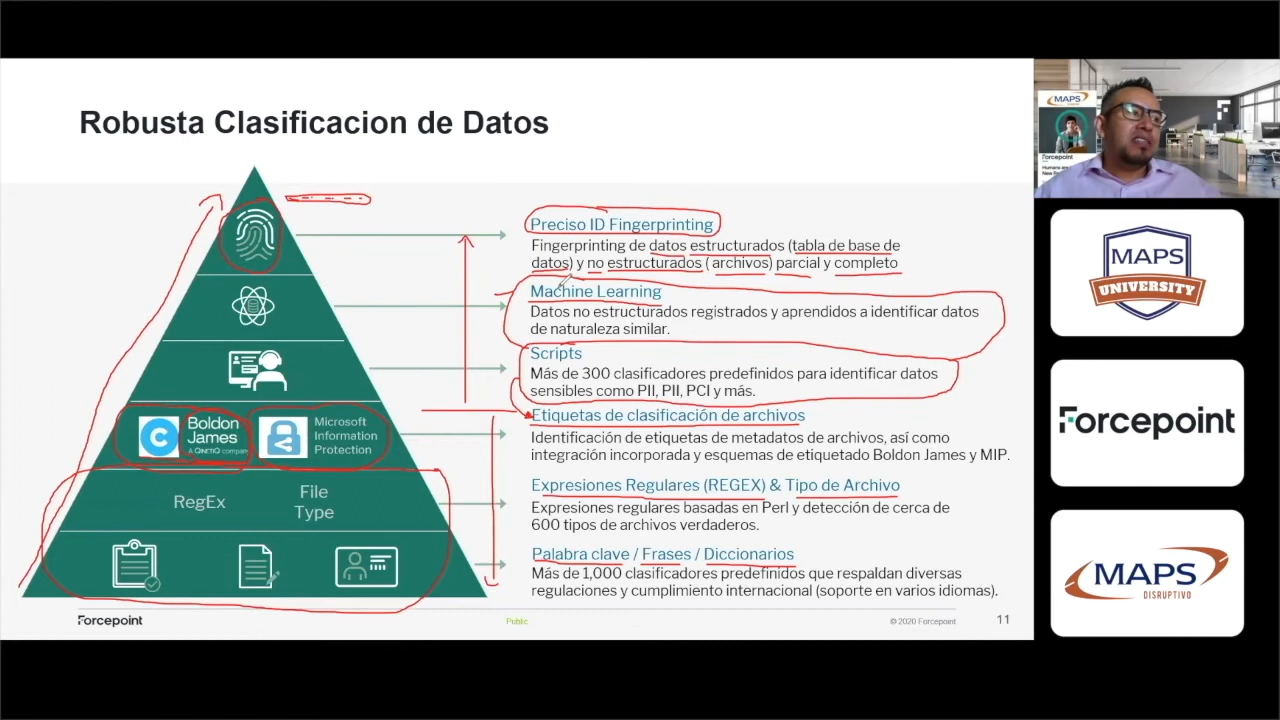 Robusta Clasificacion de Datos
Preciso ID Fingerprinting
Fingerprinting de datos estructurados (tabla de base de
datos) y no estructurados ( archivos) parcial y completo
Machine Learning
Datos no estructurados registrados y aprendidos a identificar datos
de naturaleza similar.
Scripts
Más de 300 clasificadores predefinidos para identificar datos
sensibles como PII, PII, PCI y más.
Boldon
James
A QINETIQ company
Microsoft
Information
Protection
Etiquetas de clasificación de archivos
Identificación de etiquetas de metadatos de archivos, así como
integración incorporada y esquemas de etiquetado Boldon James y MIP.
RegEx
File
Type
Expresiones Regulares (REGEX) & Tipo de Archivo
Expresiones regulares basadas en Perl y detección de cerca de
600 tipos de archivos verdaderos.
Palabra clave / Frases / Diccionarios
Más de 1,000 clasificadores predefinidos que respaldan diversas
regulaciones y cumplimiento internacional (soporte en varios idiomas).
Forcepoint
Public
© 2020 Forcepoint
11
MAPS
Forcepoint
MAPS
UNIVERSITY
Forcepoint
MAPS
DISRUPTIVO